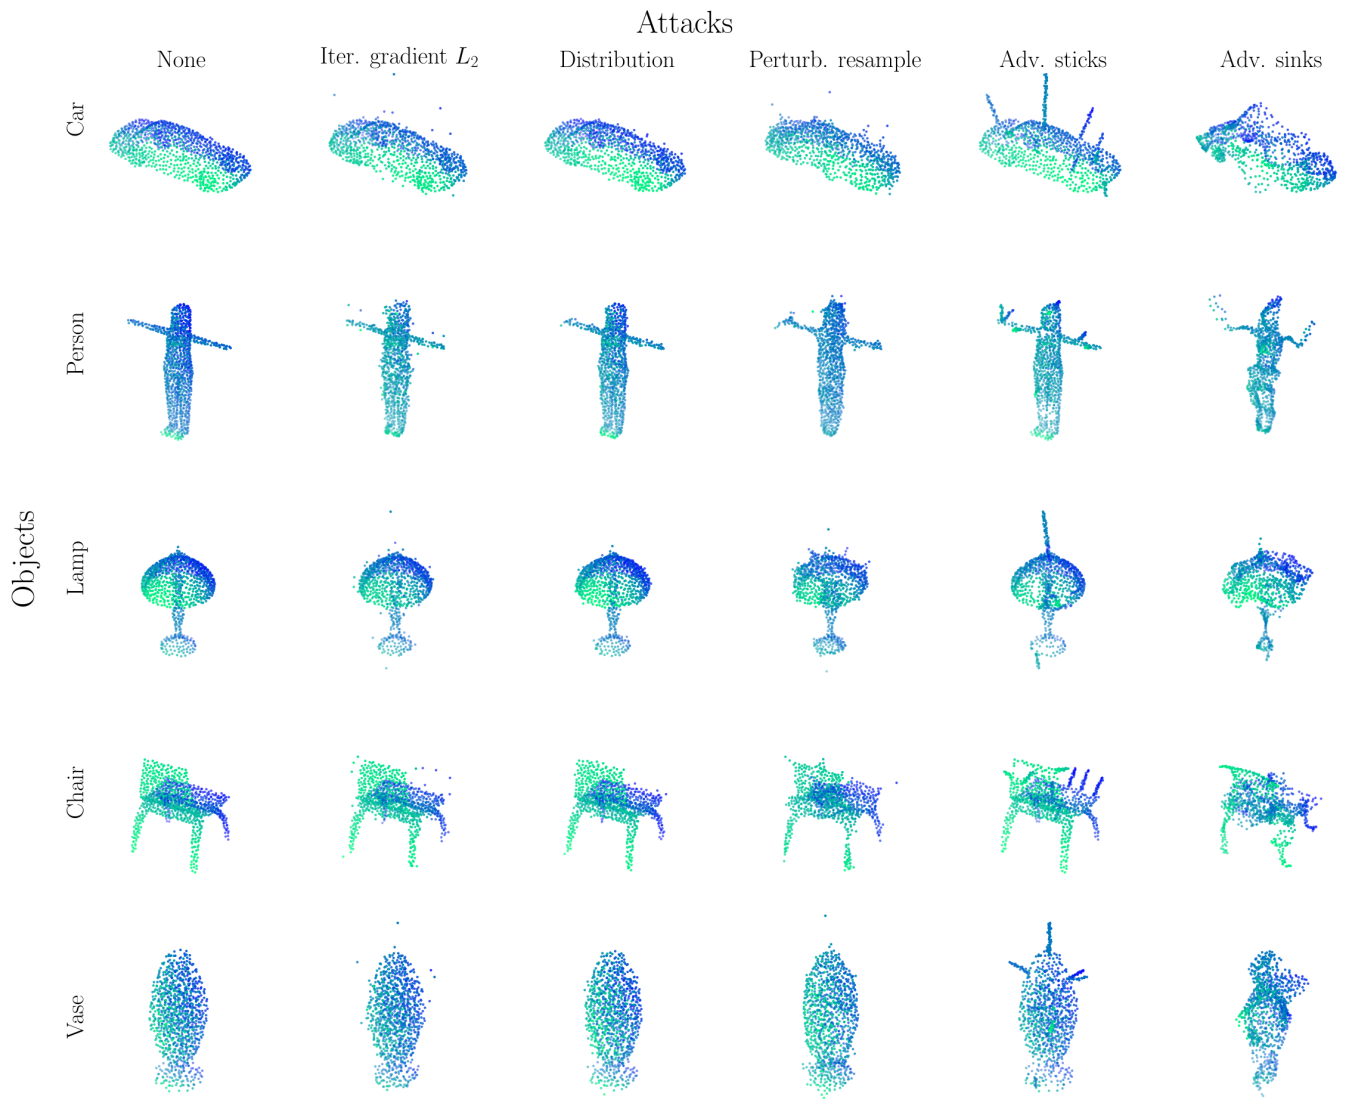 Attacks
None
Iter. gradient L₂
Distribution
Perturb. resample
Adv. sticks
Adv. sinks
Objects
Car
Person
Lamp
Chair
Vase